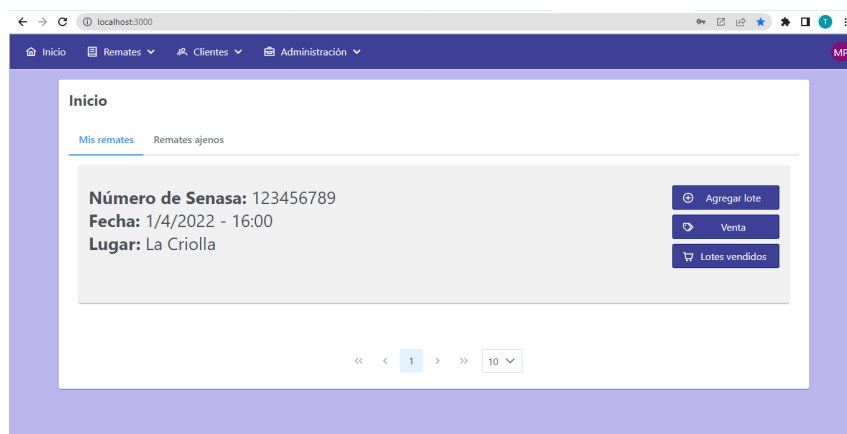 localhost:3000
Inicio Remates Clientes Administración MP
Inicio
Mis remates Remates ajenos
Número de Senasa: 123456789
Fecha: 1/4/2022 - 16:00
Lugar: La Criolla
Agregar lote
Venta
Lotes vendidos
1 10
T